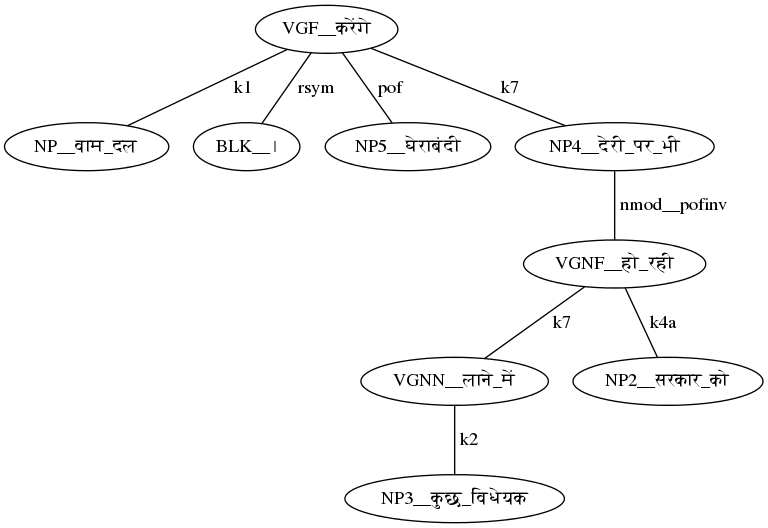 VGF__करेंगे
k1
rsym
pof
k7
NP__वाम_दल
BLK__।
NP5__घेराबंदी
NP4__देरी_पर_भी
nmod__pofinv
VGNF__हो_रही
k7
k4a
VGNN__लाने_में
NP2__सरकार_को
k2
NP3__कुछ_विधेयक